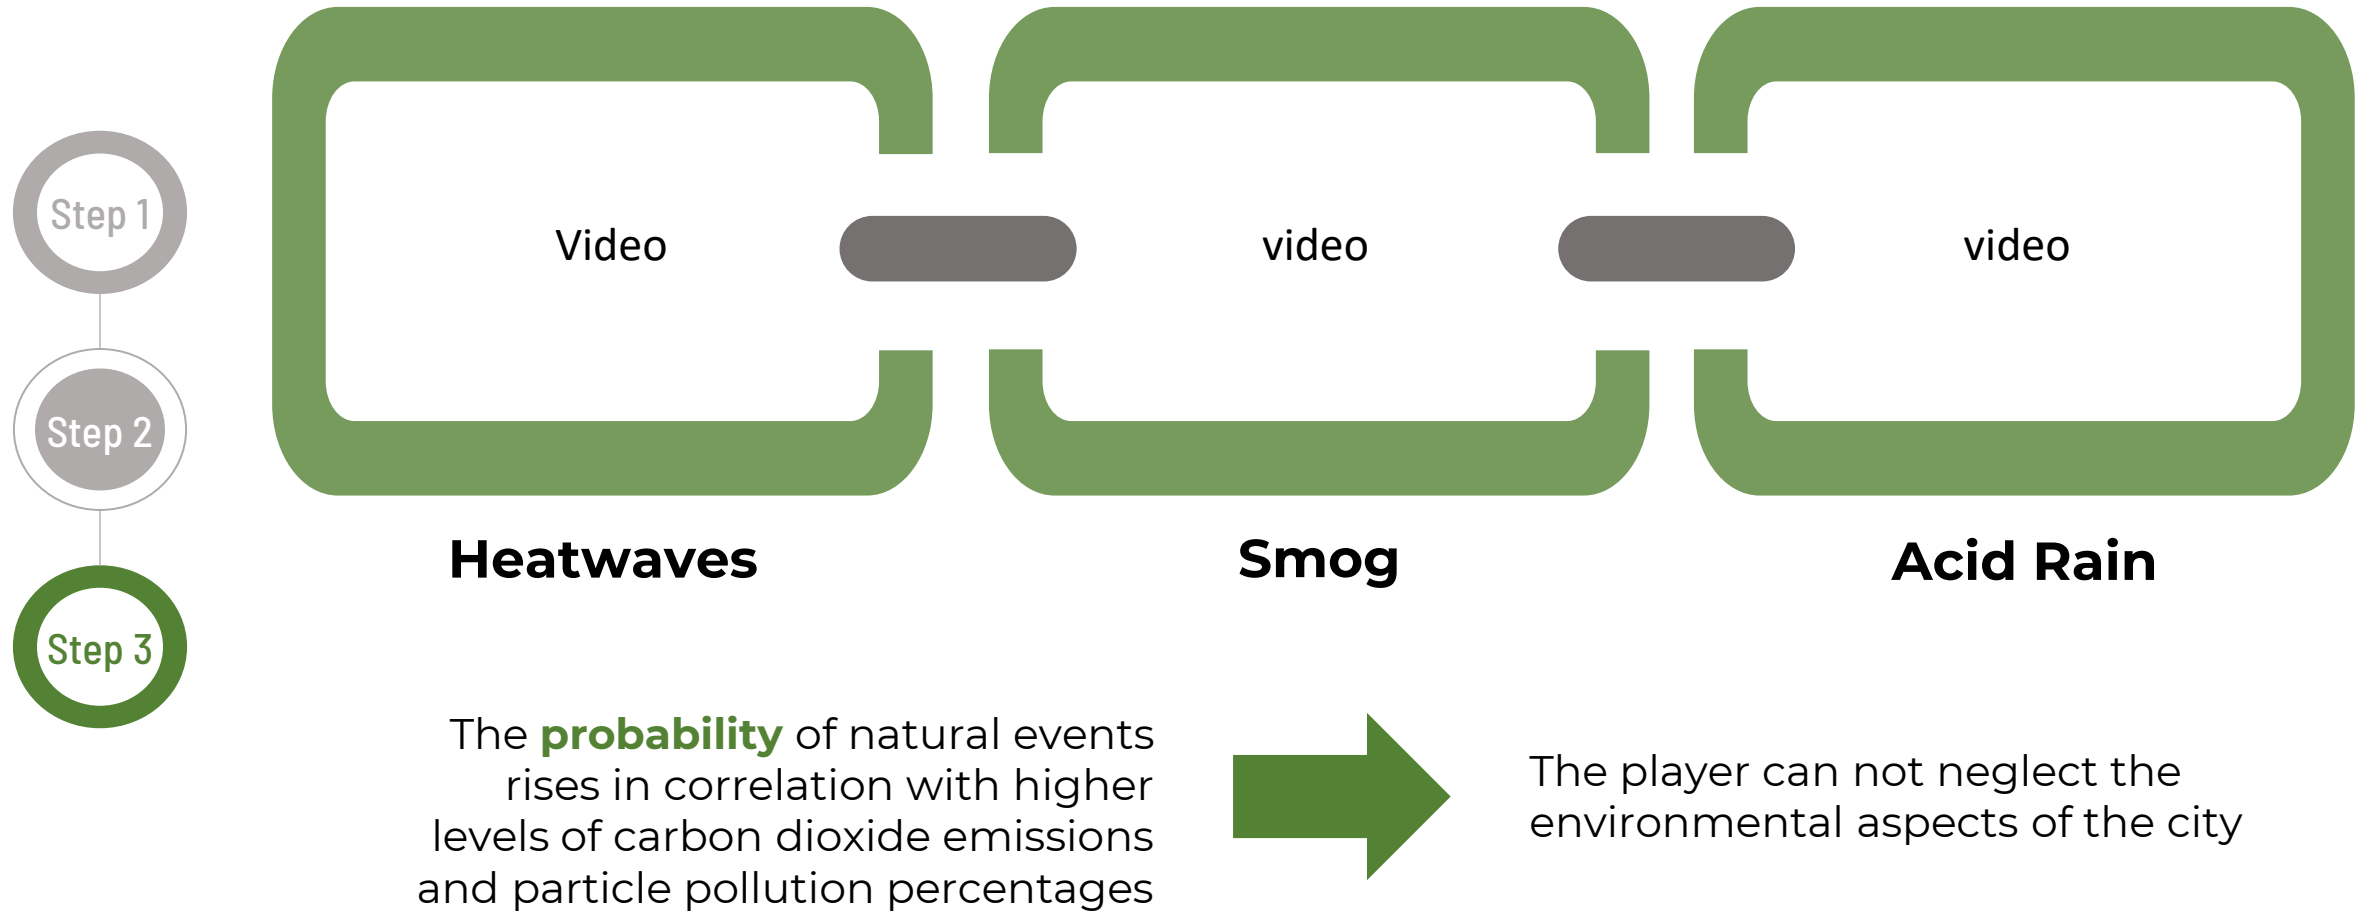 Step 1
Step 2
Step 3
Video
video
video
Heatwaves
Smog
Acid Rain
The probability of natural events
rises in correlation with higher
levels of carbon dioxide emissions
and particle pollution percentages
The player can not neglect the
environmental aspects of the city